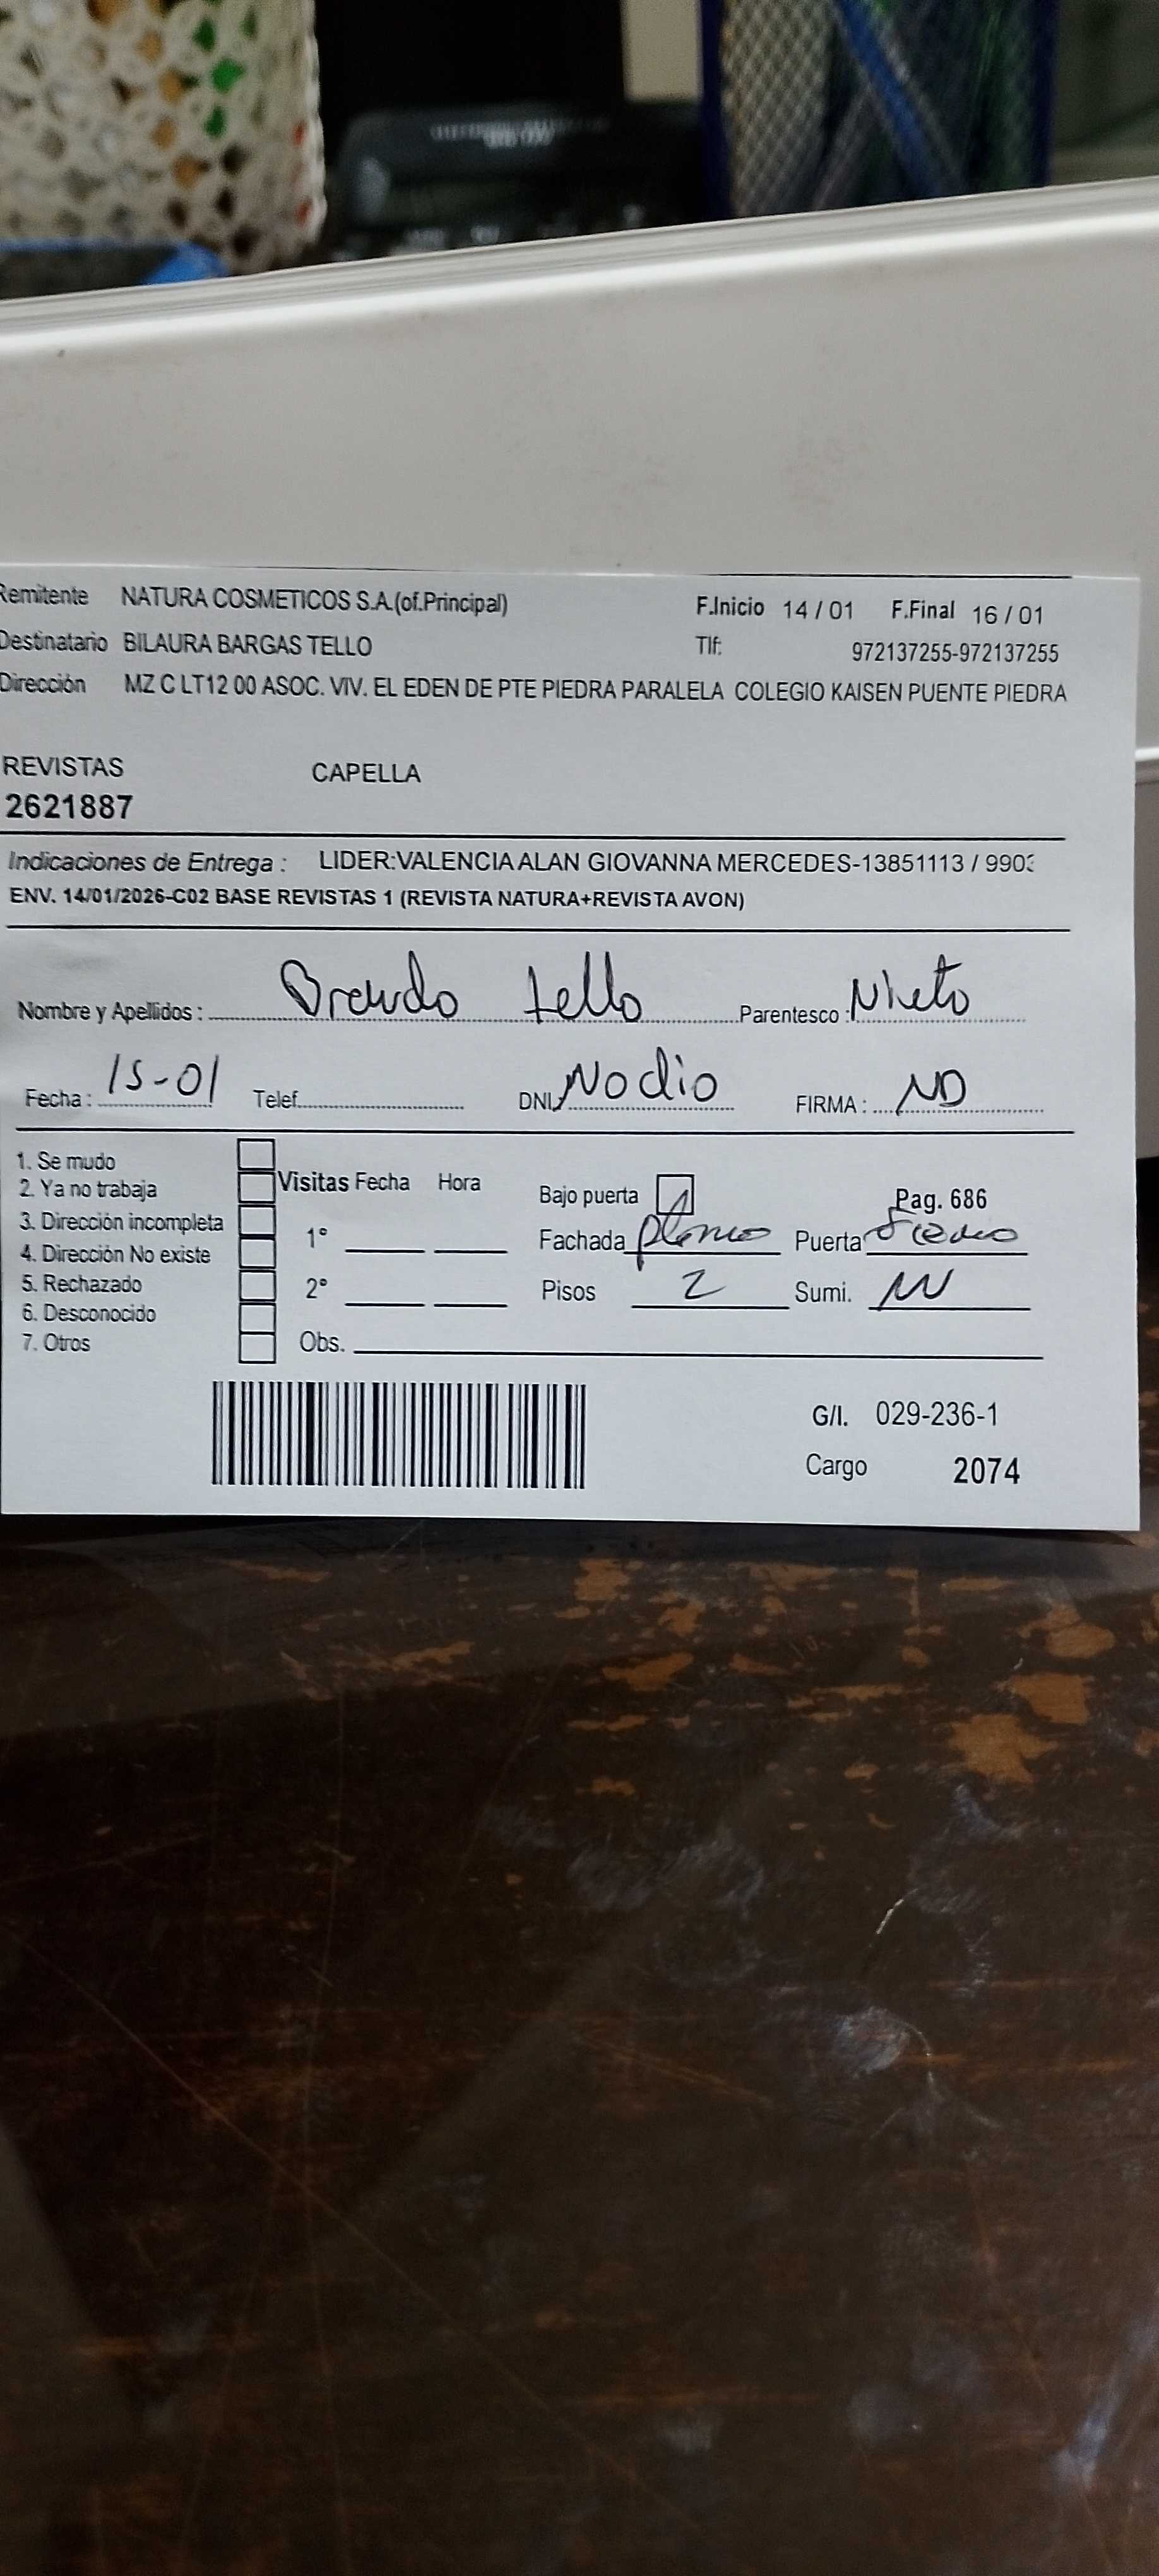 Remitente NATURA COSMETICOS S.A.(of.Principal) F.Inicio 14 / 01 F.Final 16 / 01
Destinatario BILAURA BARGAS TELLO Tlf: 972137255-972137255
Dirección MZ C LT12 00 ASOC. VIV. EL EDEN DE PTE PIEDRA PARALELA COLEGIO KAISEN PUENTE PIEDRA
REVISTAS CAPELLA
2621887
Indicaciones de Entrega : LIDER:VALENCIA ALAN GIOVANNA MERCEDES-13851113 / 9903
ENV. 14/01/2026-C02 BASE REVISTAS 1 (REVISTA NATURA+REVISTA AVON)
Nombre y Apellidos : Brendo tello Parentesco : Nieto
Fecha : 15-01 Telef. DNI. No dio FIRMA : ND
1. Se mudo
2. Ya no trabaja Visitas Fecha Hora Bajo puerta Pag. 686
3. Dirección incompleta 1° Fachada Puerta
4. Dirección No existe
5. Rechazado 2° Pisos 2 Sumi.
6. Desconocido
7. Otros Obs.
G/I. 029-236-1
Cargo 2074